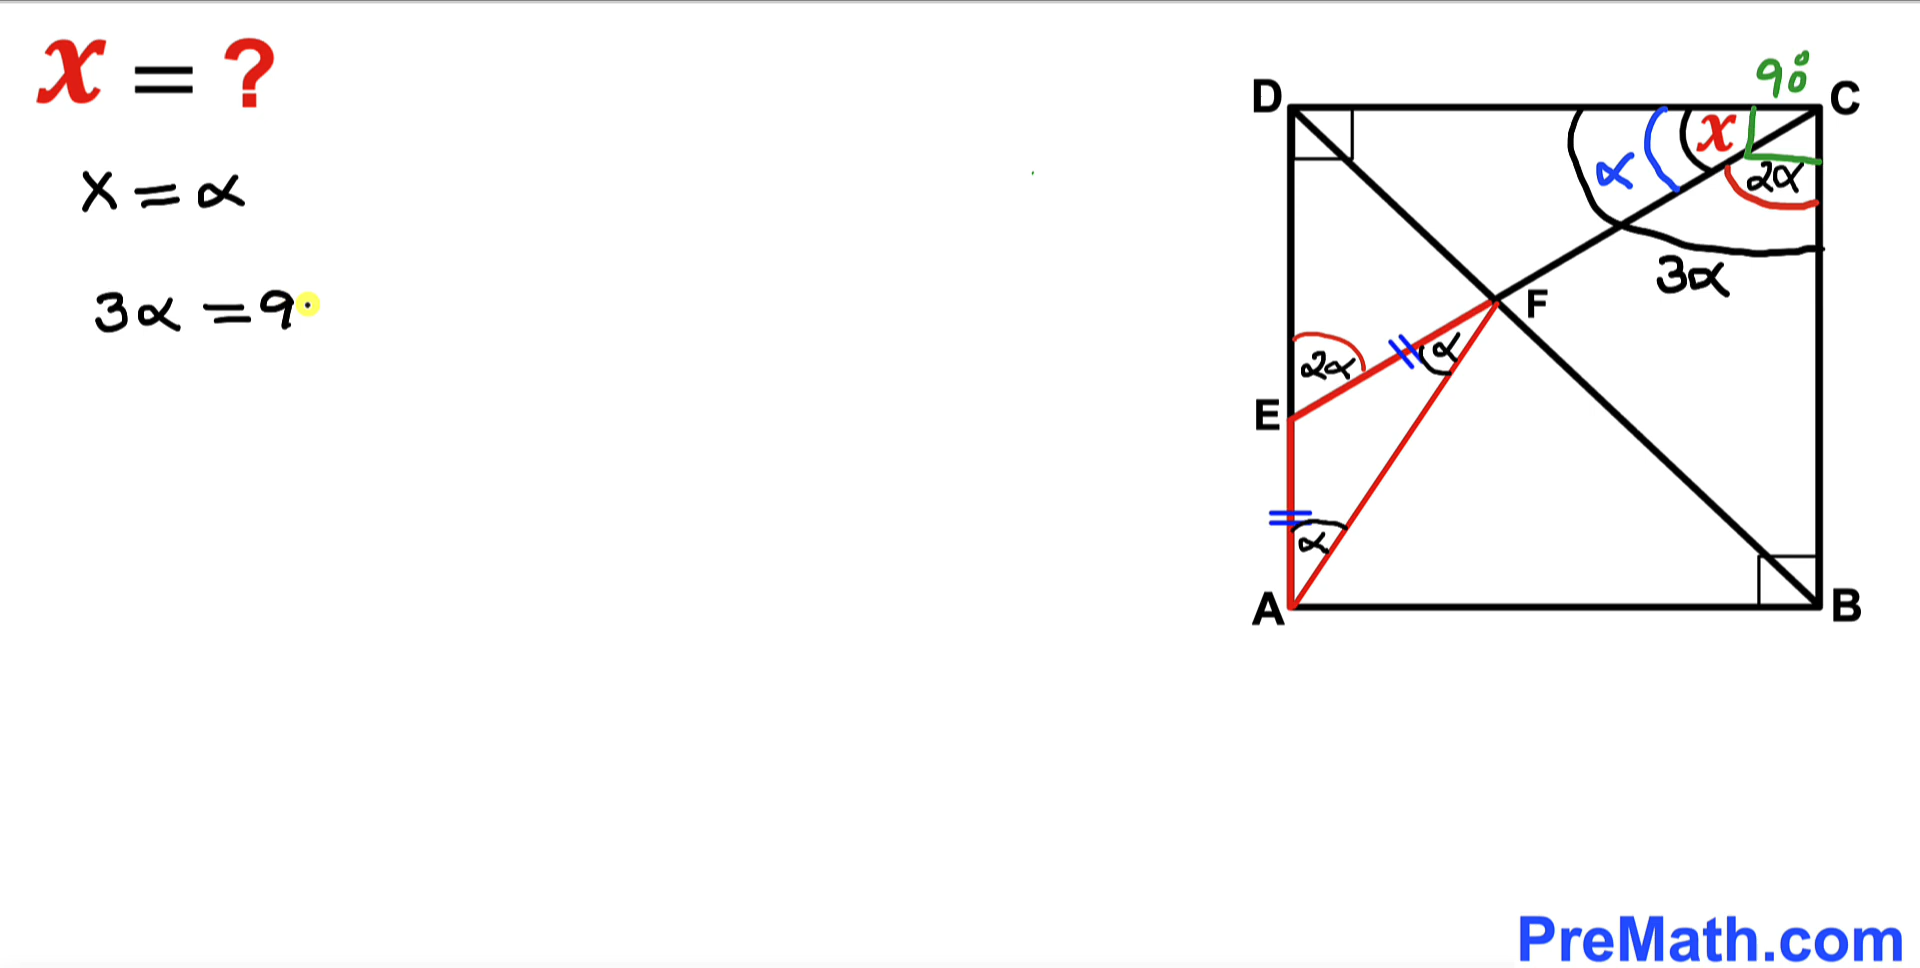 x = ?
x = α
3α = 9
D
C
90°
x
α
2α
3α
F
2α
α
E
α
A
B
PreMath.com